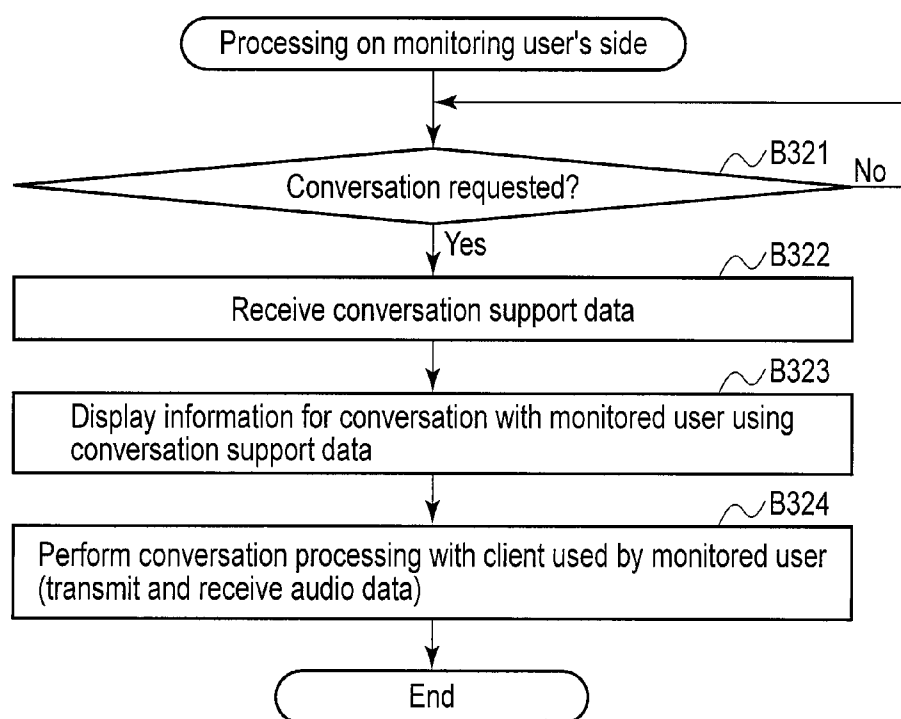 Processing on monitoring user's side
B321
Conversation requested?
No
Yes
B322
Receive conversation support data
B323
Display information for conversation with monitored user using
conversation support data
B324
Perform conversation processing with client used by monitored user
(transmit and receive audio data)
End